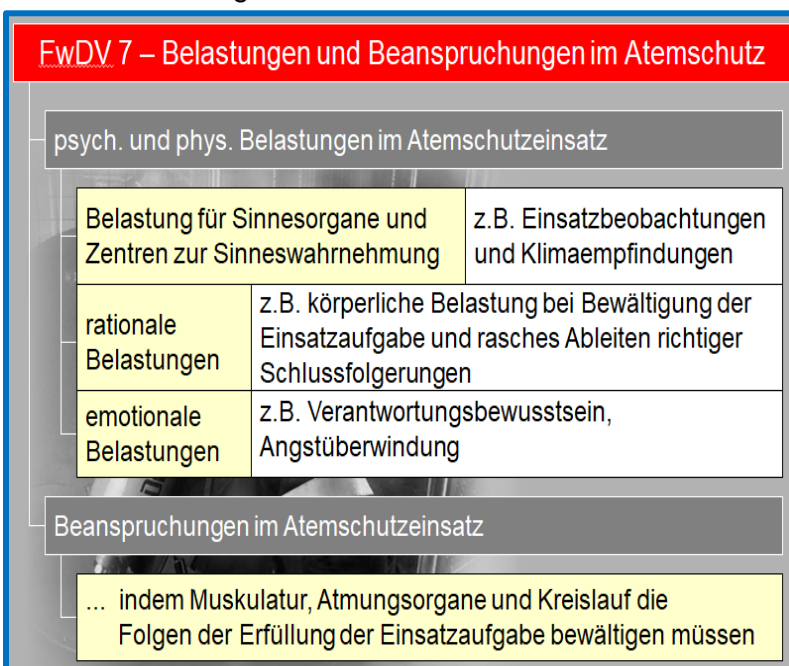 FwDV 7 – Belastungen und Beanspruchungen im Atemschutz
psych. und phys. Belastungen im Atemschutzeinsatz
Belastung für Sinnesorgane und
Zentren zur Sinneswahrnehmung
z.B. Einsatzbeobachtungen
und Klimaempfindungen
rationale
Belastungen
z.B. körperliche Belastung bei Bewältigung der
Einsatzaufgabe und rasches Ableiten richtiger
Schlussfolgerungen
emotionale
Belastungen
z.B. Verantwortungsbewusstsein,
Angstüberwindung
Beanspruchungen im Atemschutzeinsatz
... indem Muskulatur, Atmungsorgane und Kreislauf die
Folgen der Erfüllung der Einsatzaufgabe bewältigen müssen